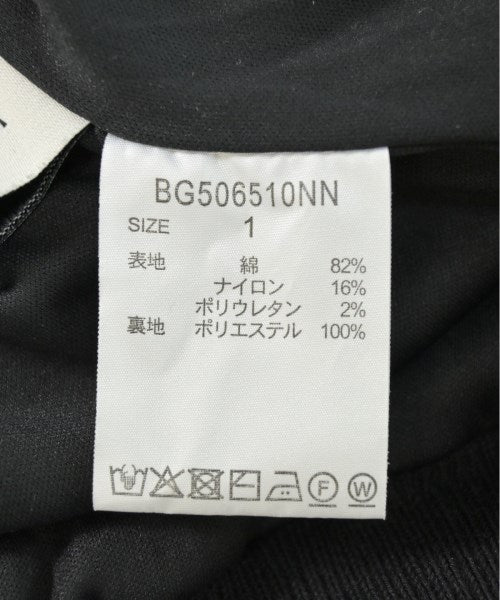 BG506510NN
SIZE 1
表地 綿 82%
ナイロン 16%
ポリウレタン 2%
裏地 ポリエステル 100%
F W